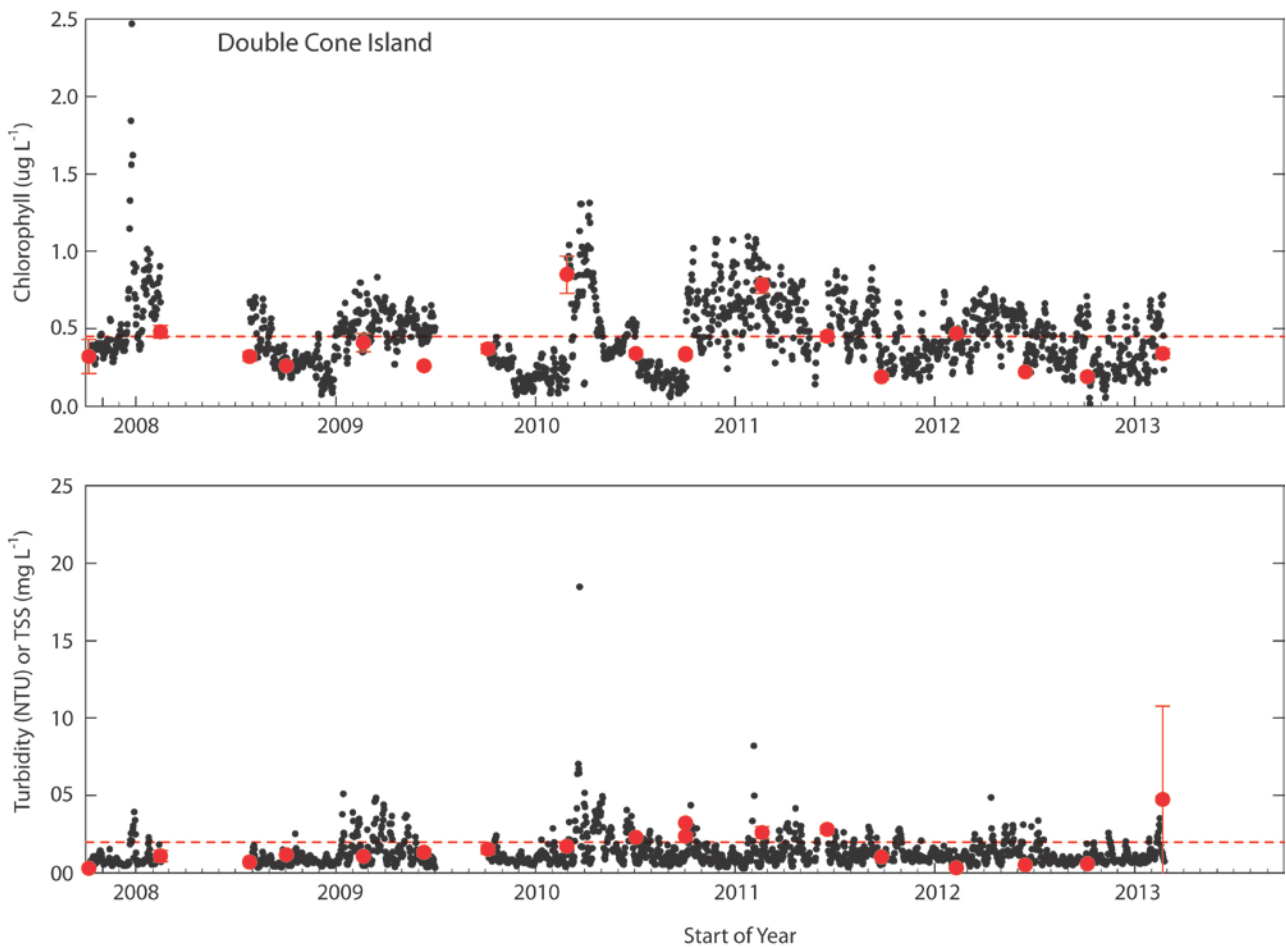 Double Cone Island
Chlorophyll (ug L-1)
2.5
2.0
1.5
1.0
0.5
0.0
2008 2009 2010 2011 2012 2013
Turbidity (NTU) or TSS (mg L-1)
25
20
15
10
05
00
2008 2009 2010 2011 2012 2013
Start of Year